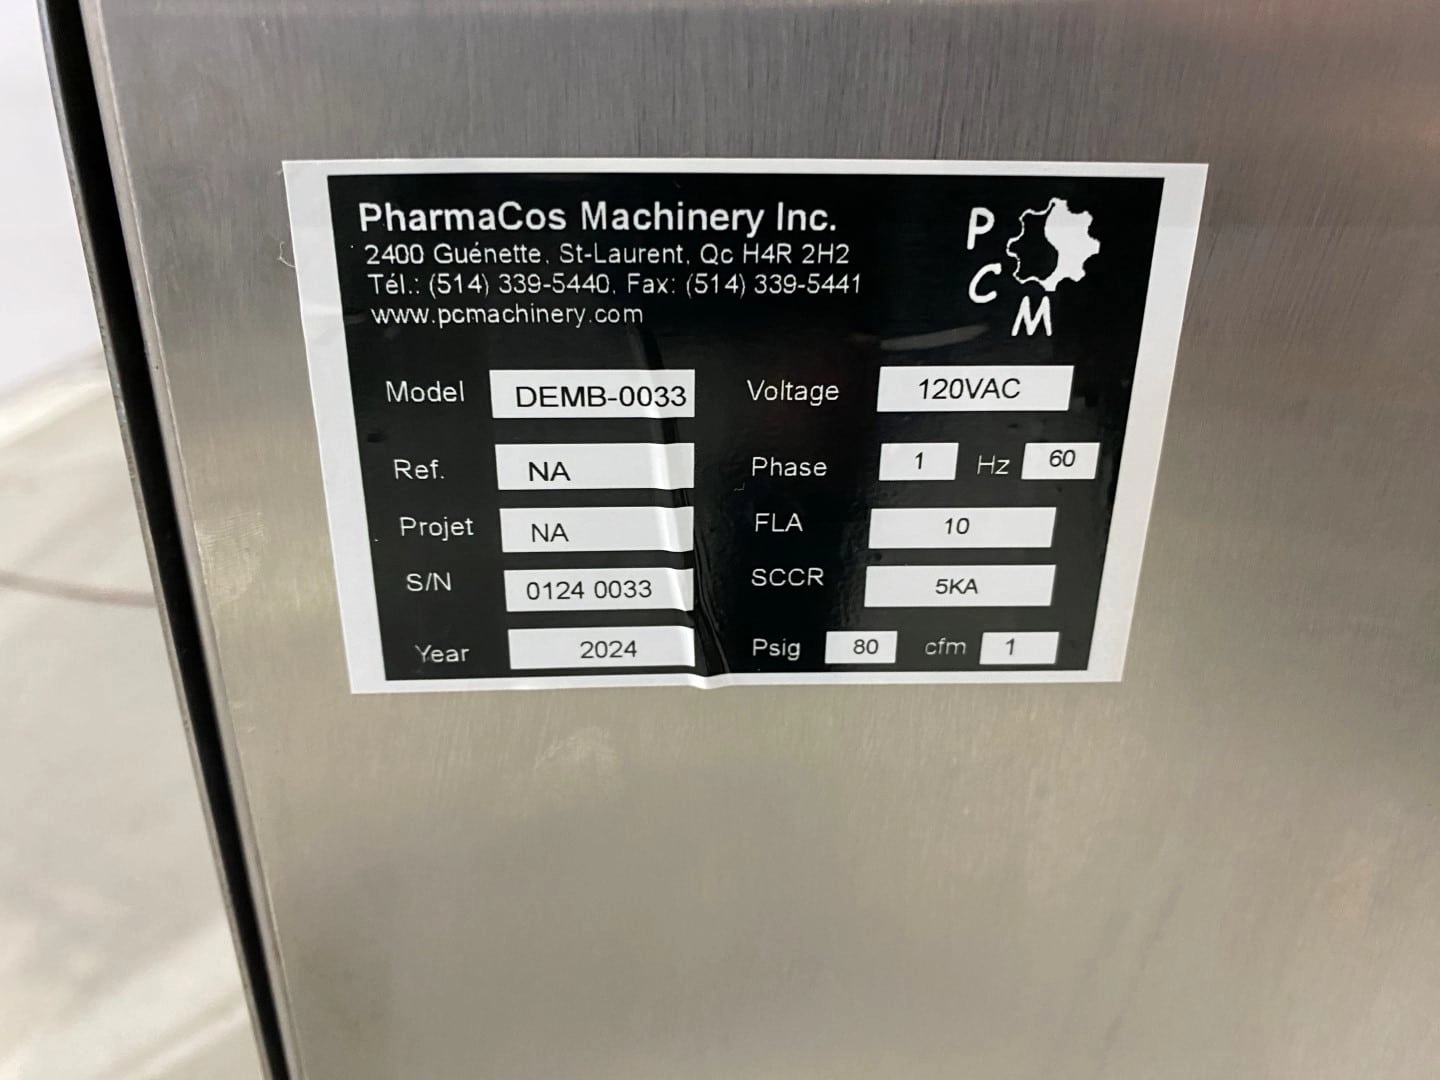 PharmaCos Machinery Inc.
2400 Guénette, St-Laurent, Qc H4R 2H2
Tél.: (514) 339-5440, Fax: (514) 339-5441
www.pcmachinery.com
P
C
M
Model DEMB-0033 Voltage 120VAC
Ref. NA Phase 1 Hz 60
Projet NA FLA 10
S/N 0124 0033 SCCR 5KA
Year 2024 Psig 80 cfm 1